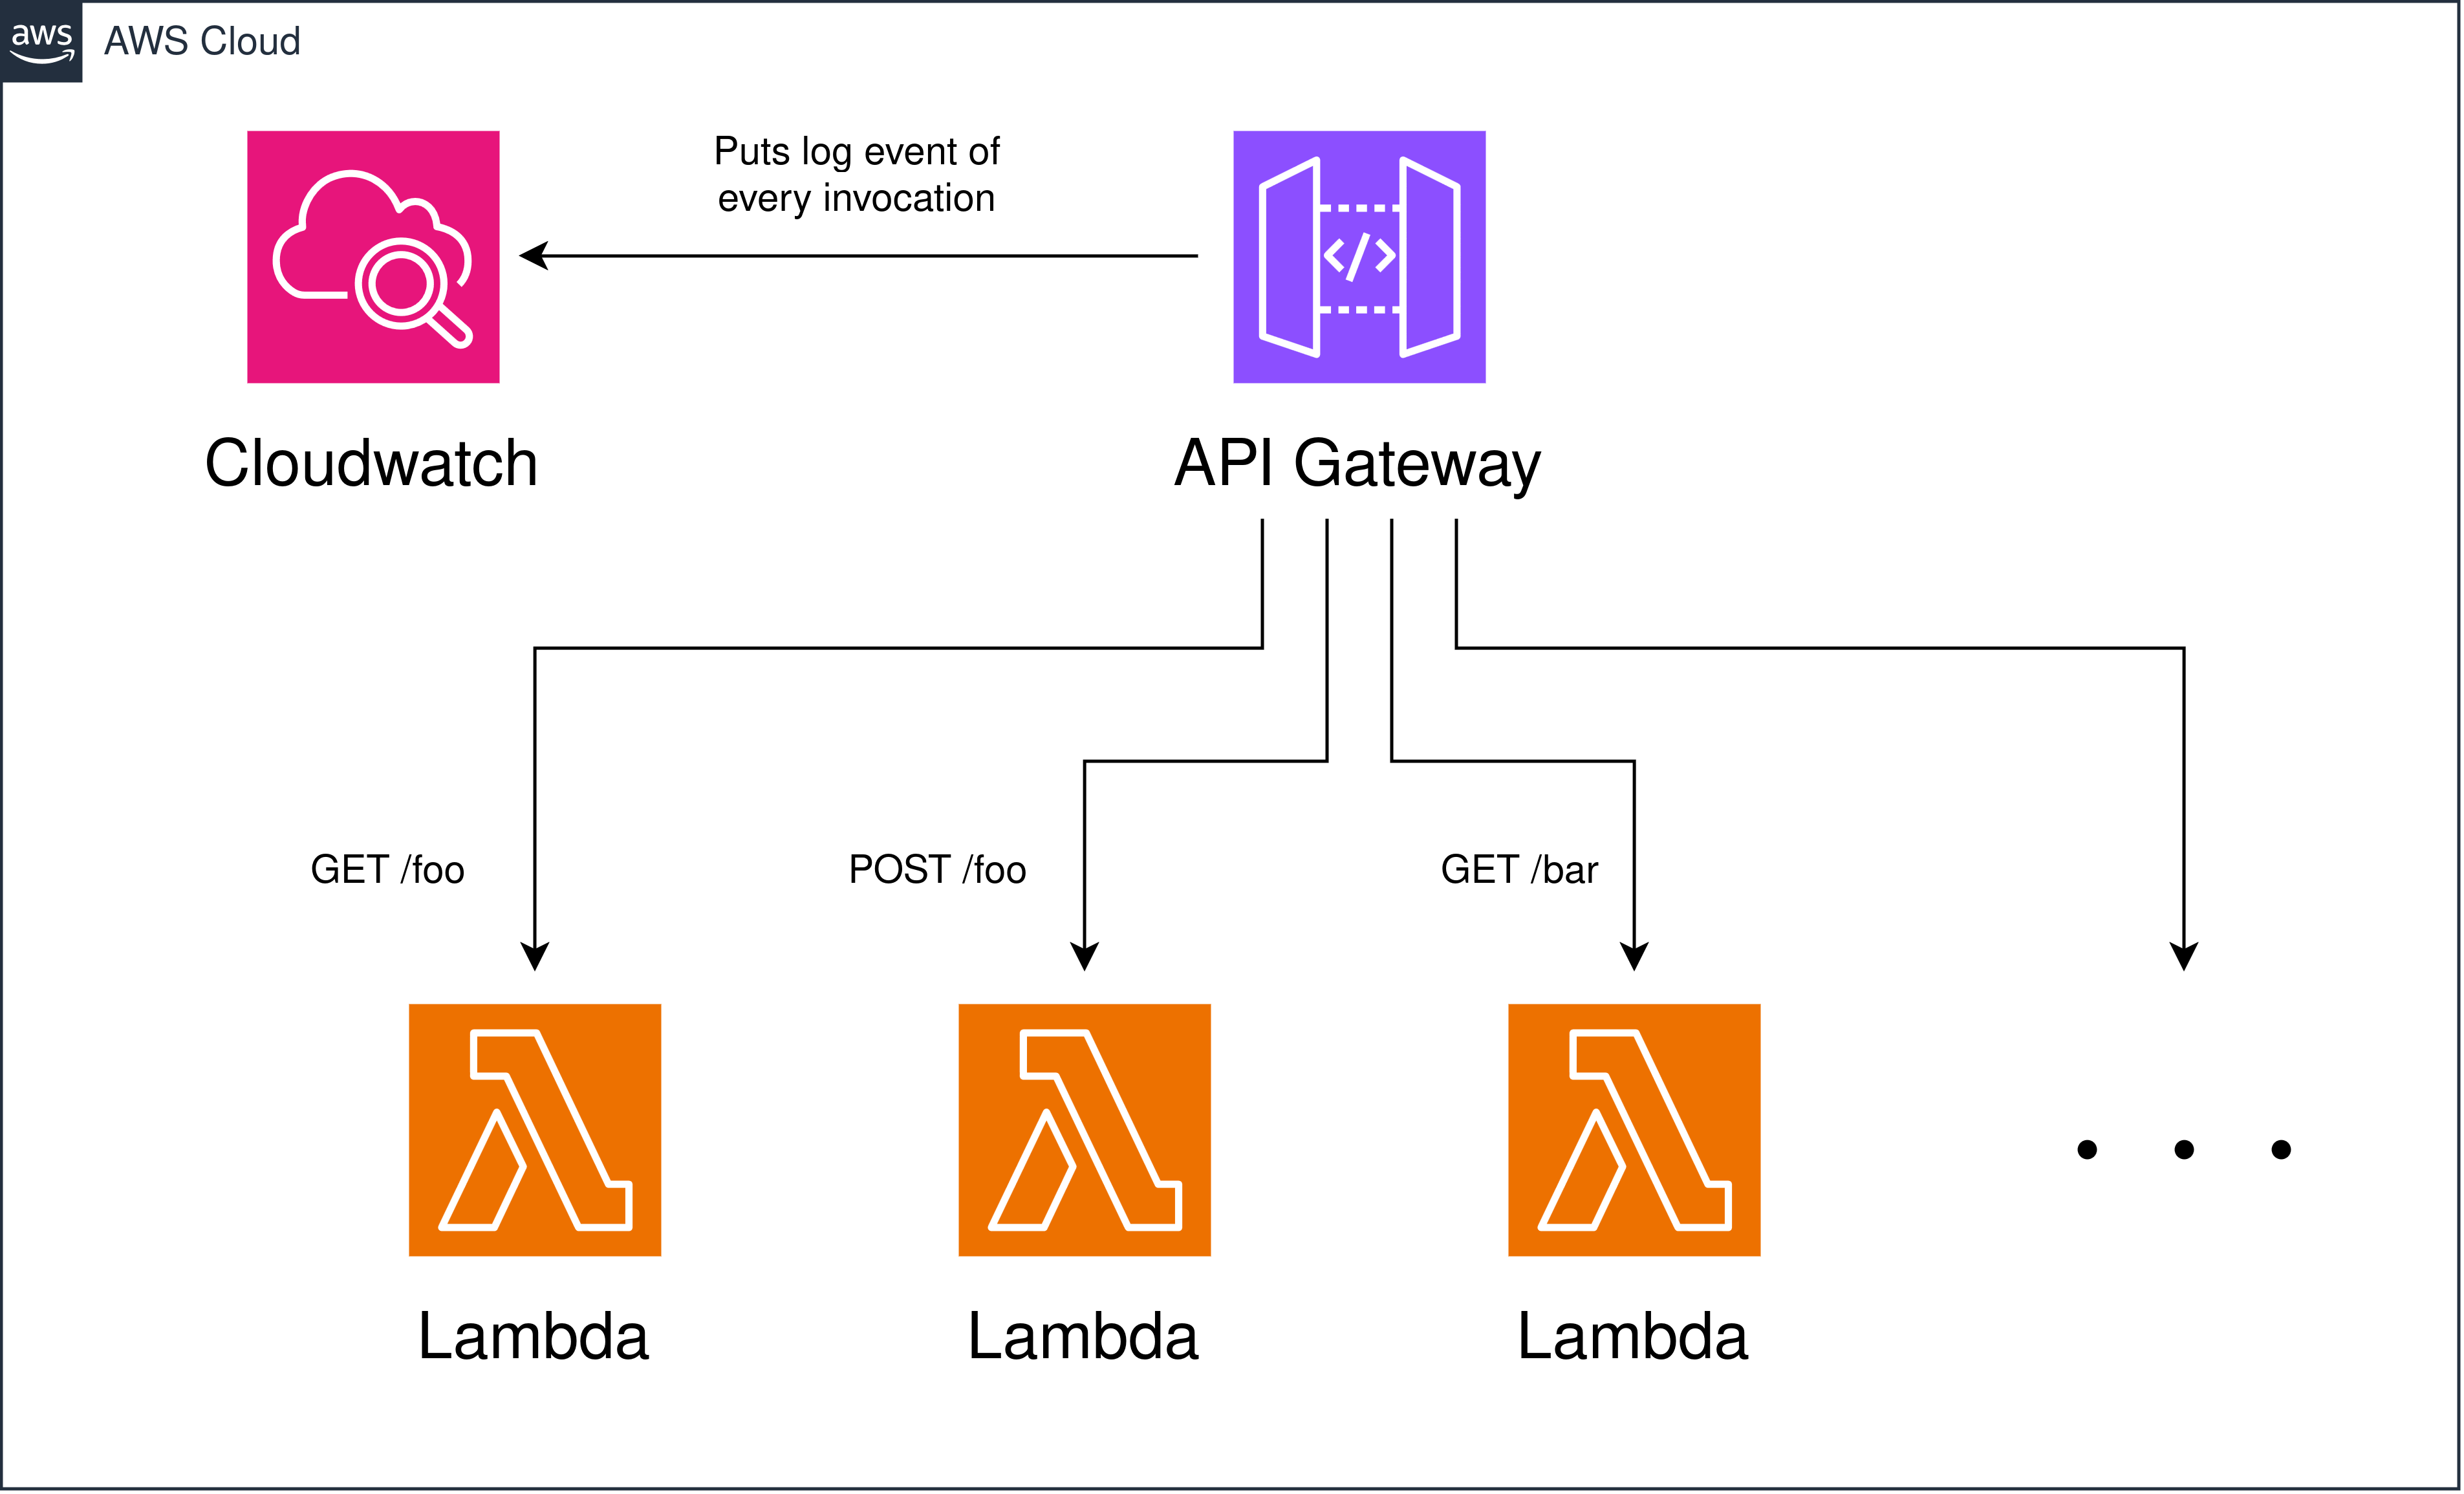 aws
AWS Cloud
Puts log event of
every invocation
</>
Cloudwatch
API Gateway
GET /foo
POST /foo
GET /bar
Lambda
Lambda
Lambda